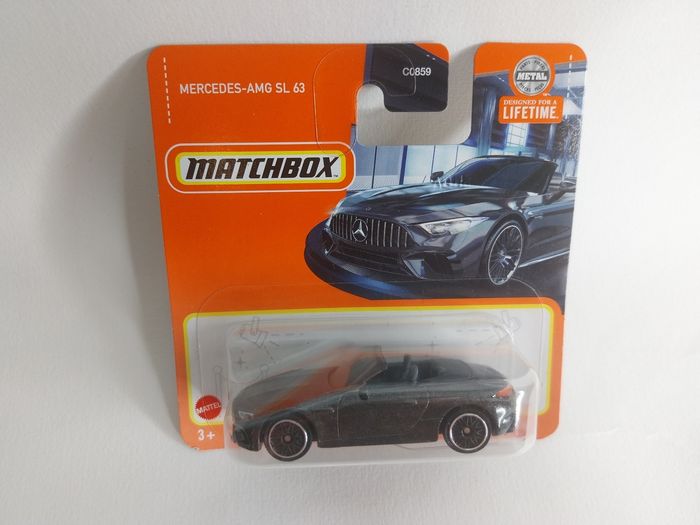 MERCEDES-AMG SL 63
C0859
METAL
DESIGNED FOR A
LIFETIME
MATCHBOX
MATTEL
3+